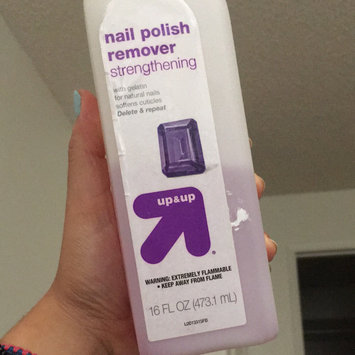 nail polish
remover
strengthening
with gelatin
for natural nails
softens cuticles
Delete & repeat
up&up
WARNING: EXTREMELY FLAMMABLE
• KEEP AWAY FROM FLAME
16 FL OZ (473.1 mL)